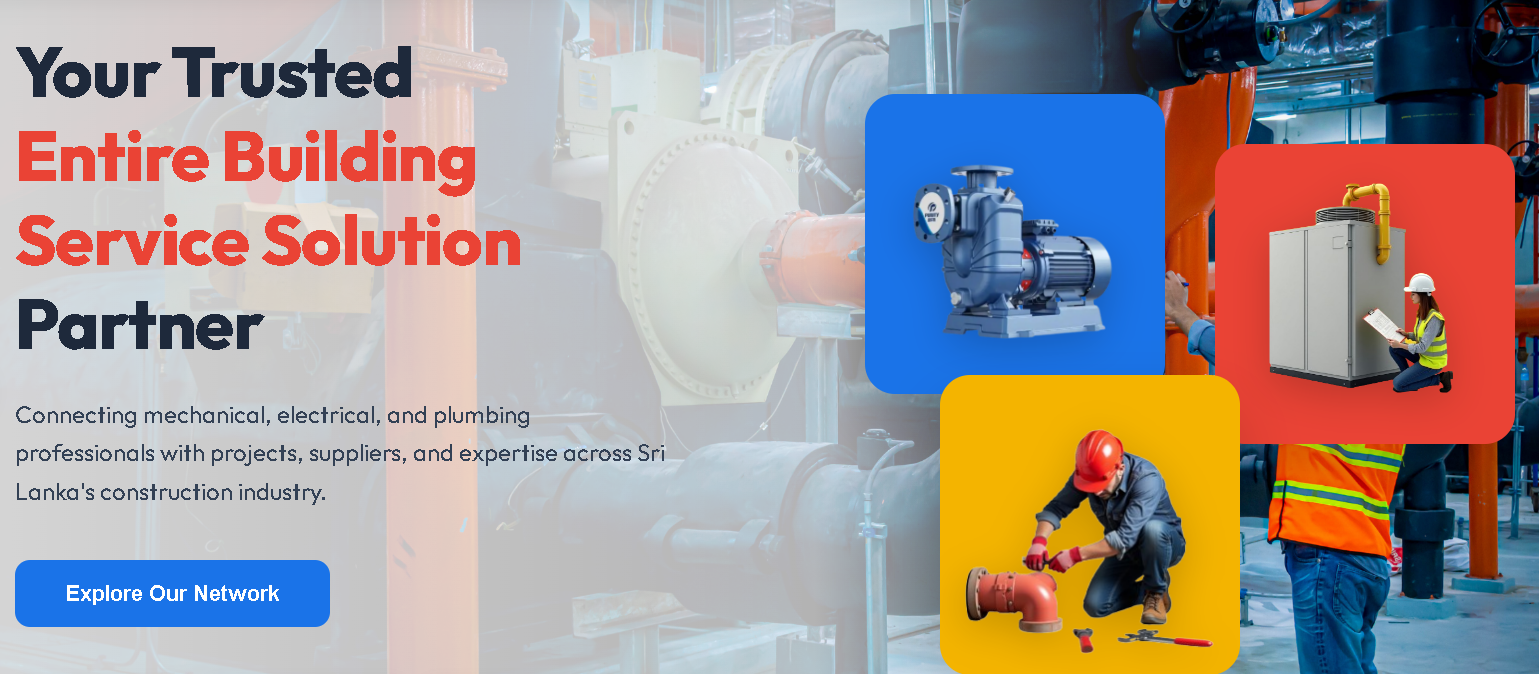 Your Trusted
Entire Building
Service Solution
Partner
Connecting mechanical, electrical, and plumbing
professionals with projects, suppliers, and expertise across Sri
Lanka's construction industry.
Explore Our Network